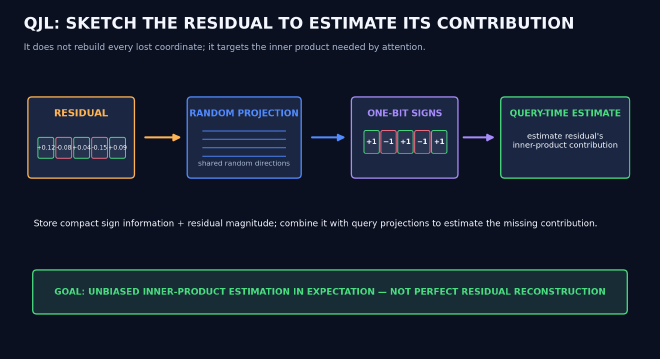 QJL: SKETCH THE RESIDUAL TO ESTIMATE ITS CONTRIBUTION
It does not rebuild every lost coordinate; it targets the inner product needed by attention.
RESIDUAL
+0.12 -0.08 +0.04 -0.15 +0.09
RANDOM PROJECTION
shared random directions
ONE-BIT SIGNS
+1 −1 +1 −1 +1
QUERY-TIME ESTIMATE
estimate residual's
inner-product contribution
Store compact sign information + residual magnitude; combine it with query projections to estimate the missing contribution.
GOAL: UNBIASED INNER-PRODUCT ESTIMATION IN EXPECTATION — NOT PERFECT RESIDUAL RECONSTRUCTION